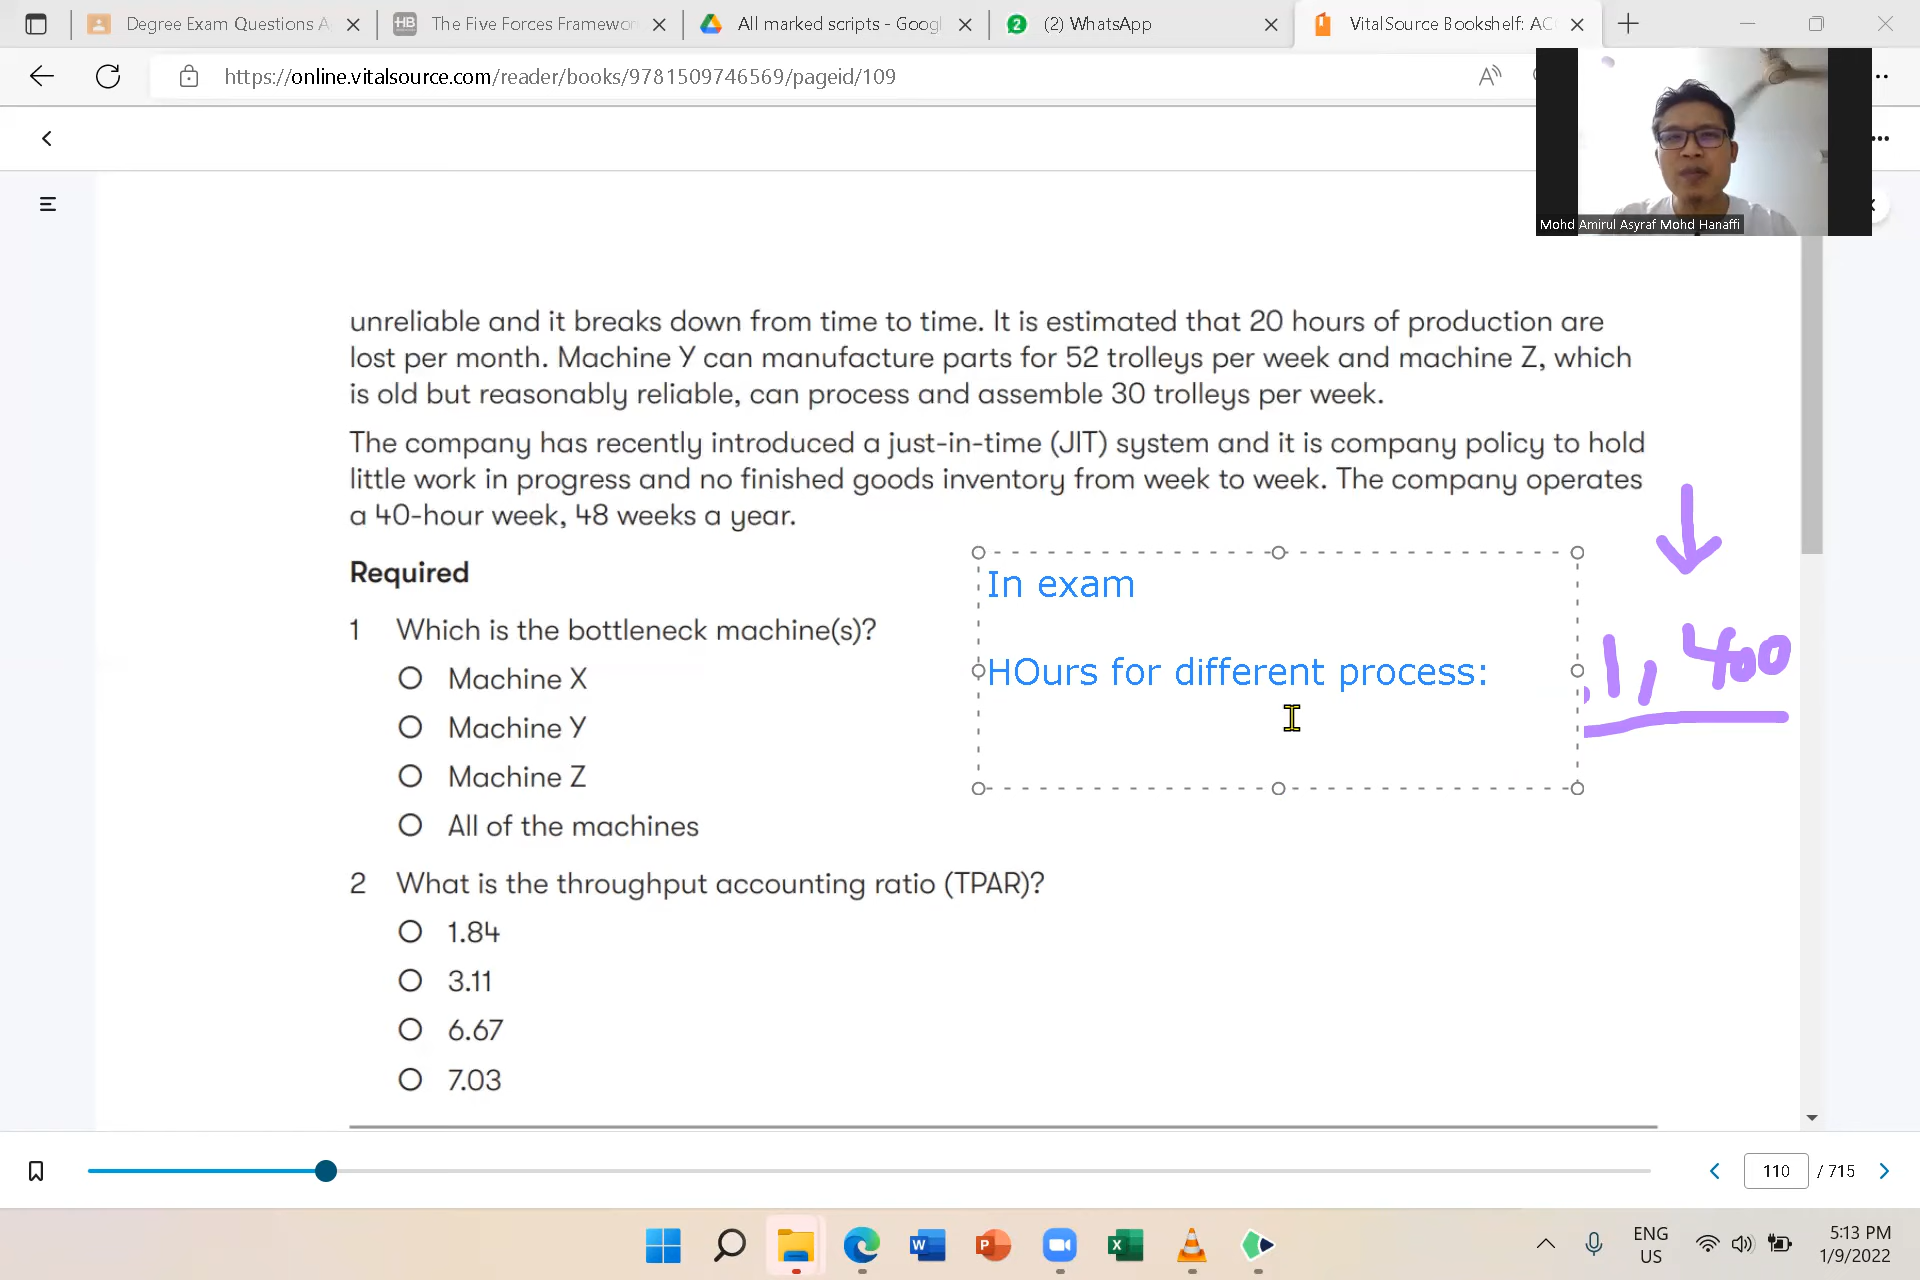 Degree Exam Questions A
The Five Forces Framewor
All marked scripts - Googl
(2) WhatsApp
VitalSource Bookshelf: AC
https://online.vitalsource.com/reader/books/9781509746569/pageid/109
Mohd Amirul Asyraf Mohd Hanaffi
unreliable and it breaks down from time to time. It is estimated that 20 hours of production are
lost per month. Machine Y can manufacture parts for 52 trolleys per week and machine Z, which
is old but reasonably reliable, can process and assemble 30 trolleys per week.
The company has recently introduced a just-in-time (JIT) system and it is company policy to hold
little work in progress and no finished goods inventory from week to week. The company operates
a 40-hour week, 48 weeks a year.
Required
In exam
1 Which is the bottleneck machine(s)?
HOurs for different process:
1,400
Machine X
Machine Y
Machine Z
All of the machines
2 What is the throughput accounting ratio (TPAR)?
1.84
3.11
6.67
7.03
110 / 715
ENG
US
5:13 PM
1/9/2022